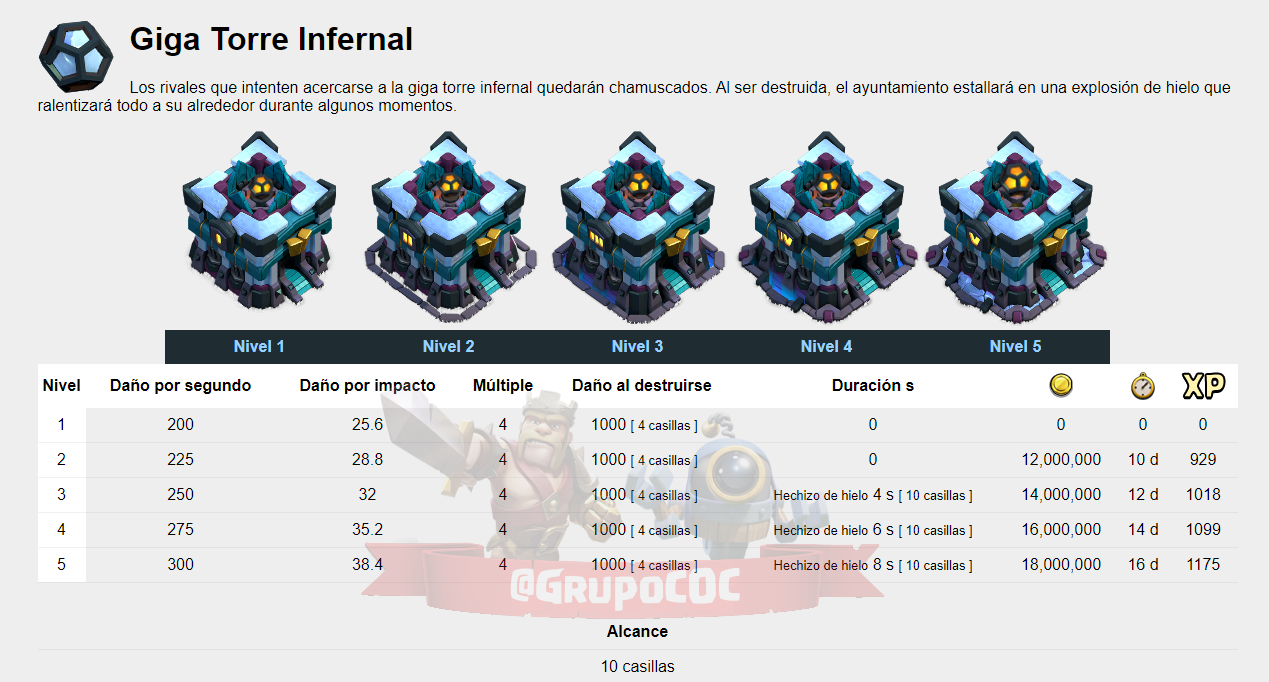 Giga Torre Infernal
Los rivales que intenten acercarse a la giga torre infernal quedarán chamuscados. Al ser destruida, el ayuntamiento estallará en una explosión de hielo que
ralentizará todo a su alrededor durante algunos momentos.
I II III IV V
Nivel 1 Nivel 2 Nivel 3 Nivel 4 Nivel 5
Nivel Daño por segundo Daño por impacto Múltiple Daño al destruirse Duración s XP
1 200 25.6 4 1000 [ 4 casillas ] 0 0 0 0
2 225 28.8 4 1000 [ 4 casillas ] 0 12,000,000 10 d 929
3 250 32 4 1000 [ 4 casillas ] Hechizo de hielo 4 s [ 10 casillas ] 14,000,000 12 d 1018
4 275 35.2 4 1000 [ 4 casillas ] Hechizo de hielo 6 s [ 10 casillas ] 16,000,000 14 d 1099
5 300 38.4 4 1000 [ 4 casillas ] Hechizo de hielo 8 s [ 10 casillas ] 18,000,000 16 d 1175
@GrupoCOC
Alcance
10 casillas